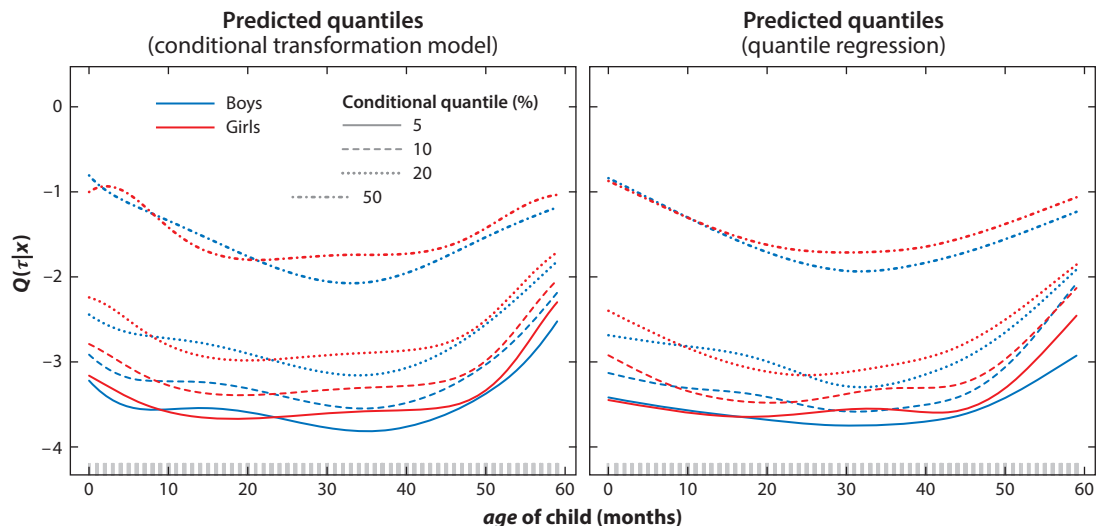 Predicted quantiles
(conditional transformation model)
Predicted quantiles
(quantile regression)
Boys
Girls
Conditional quantile (%)
5
10
20
50
Q(τ|x)
0
−1
−2
−3
−4
0 10 20 30 40 50 60
0 10 20 30 40 50 60
age of child (months)